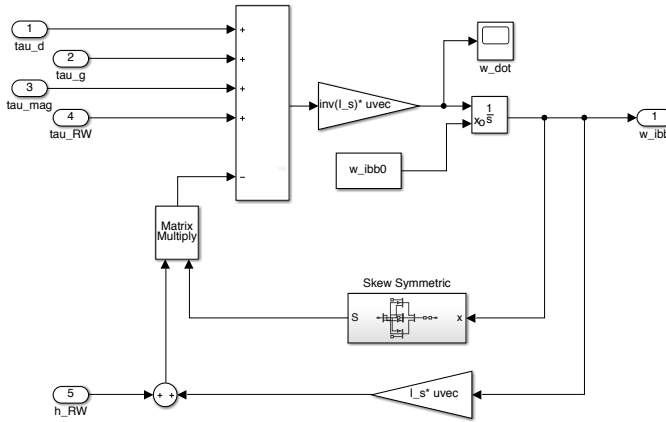 1
tau_d
2
tau_g
3
tau_mag
4
tau_RW
+
+
+
+
−
inv(I_s)* uvec
w_dot
1
s
xo
w_ibb0
1
w_ibb
Matrix
Multiply
Skew Symmetric
S
x
5
h_RW
+ +
I_s* uvec